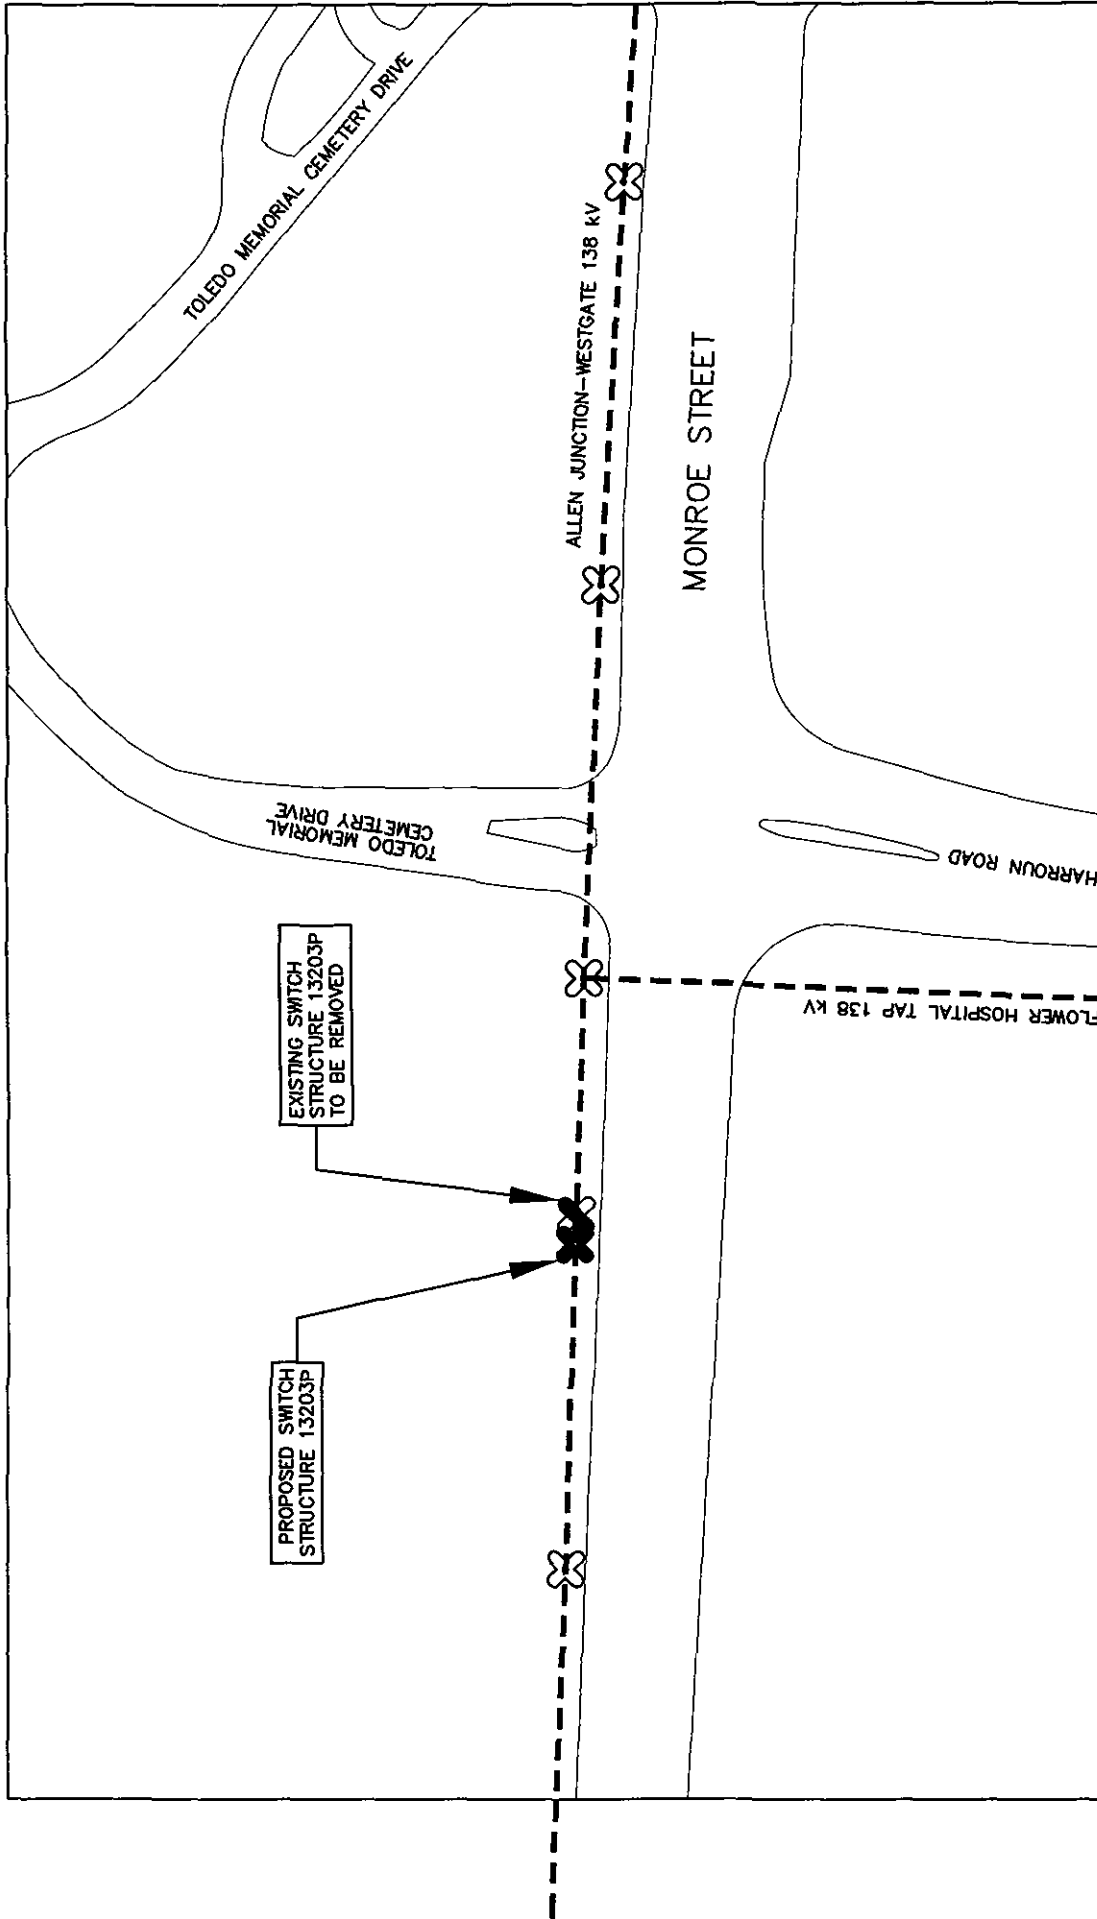 TOLEDO MEMORIAL CEMETERY DRIVE
ALLEN JUNCTION-WESTGATE 138 kV
MONROE STREET
TOLEDO MEMORIAL
CEMETERY DRIVE
HARROUN ROAD
FLOWER HOSPITAL TAP 138 kV
EXISTING SWITCH
STRUCTURE 13203P
TO BE REMOVED
PROPOSED SWITCH
STRUCTURE 13203P